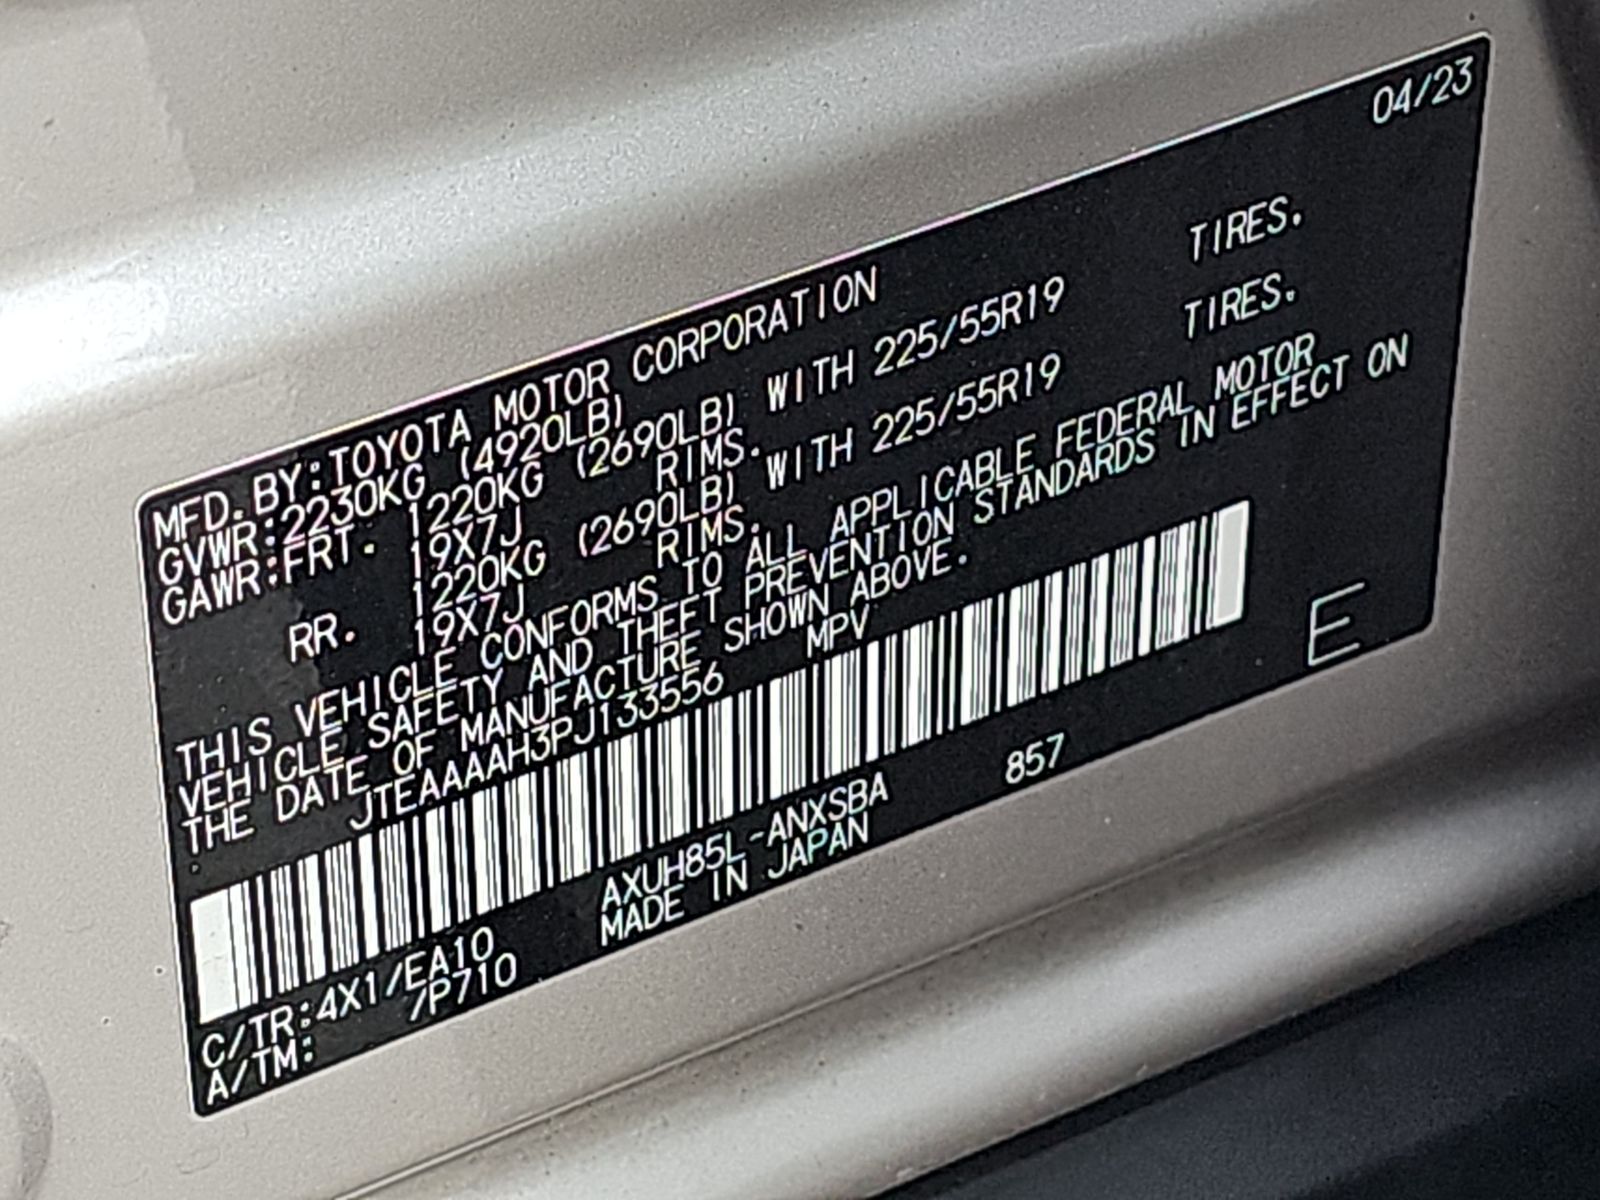 04/23
MFD.BY:TOYOTA MOTOR CORPORATION
GVWR:2230KG (4920LB)
GAWR:FRT. 1220KG (2690LB) WITH 225/55R19 TIRES.
19X7J RIMS.
RR. 1220KG (2690LB) WITH 225/55R19 TIRES.
19X7J RIMS.
THIS VEHICLE CONFORMS TO ALL APPLICABLE FEDERAL MOTOR
VEHICLE SAFETY AND THEFT PREVENTION STANDARDS IN EFFECT ON
THE DATE OF MANUFACTURE SHOWN ABOVE.
JTEAAAAH3PJ133556 MPV
E
C/TR:4X1/EA10 AXUH85L-ANXSBA 857
A/TM: /P710 MADE IN JAPAN